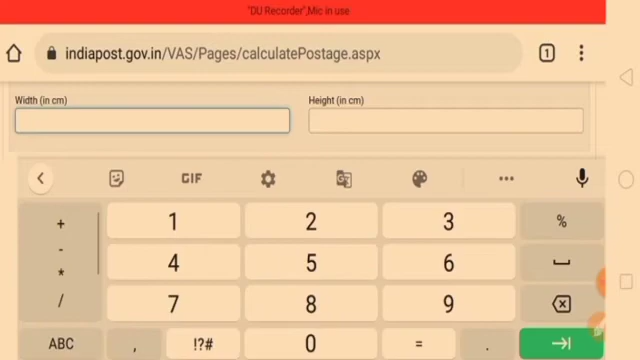 "DU Recorder",Mic in use
indiapost.gov.in/VAS/Pages/calculatePostage.aspx 1
Width (in cm) Height (in cm)
GIF
+ 1 2 3 %
- 4 5 6
*
/ 7 8 9
ABC , !?# 0 = .